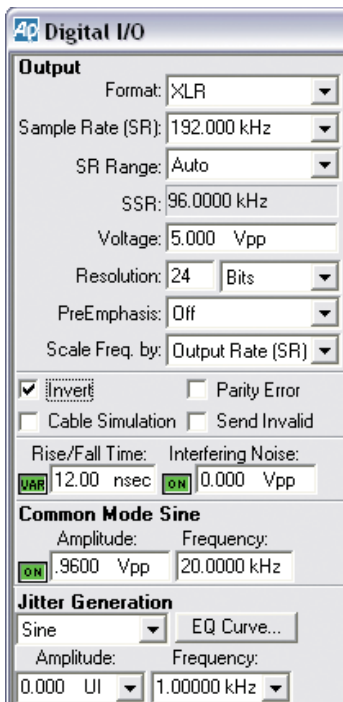 Ap Digital I/O
Output
Format: XLR
Sample Rate (SR): 192.000 kHz
SR Range: Auto
SSR: 96.0000 kHz
Voltage: 5.000 Vpp
Resolution: 24 Bits
PreEmphasis: Off
Scale Freq. by: Output Rate (SR)
Invert Parity Error
Cable Simulation Send Invalid
Rise/Fall Time: Interfering Noise:
VAR 12.00 nsec ON 0.000 Vpp
Common Mode Sine
Amplitude: Frequency:
ON .9600 Vpp 20.0000 kHz
Jitter Generation
Sine EQ Curve...
Amplitude: Frequency:
0.000 UI 1.00000 kHz